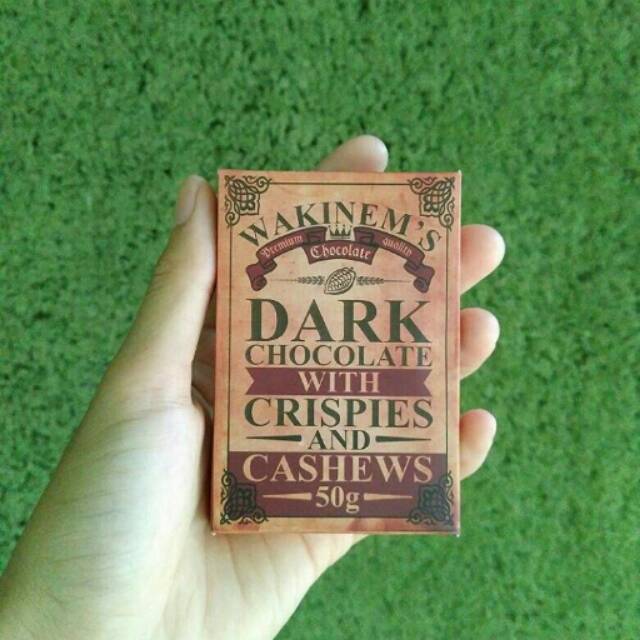 WAKINEM'S
Premium Chocolate quality
DARK
CHOCOLATE
WITH
CRISPIES
AND
CASHEWS
50g